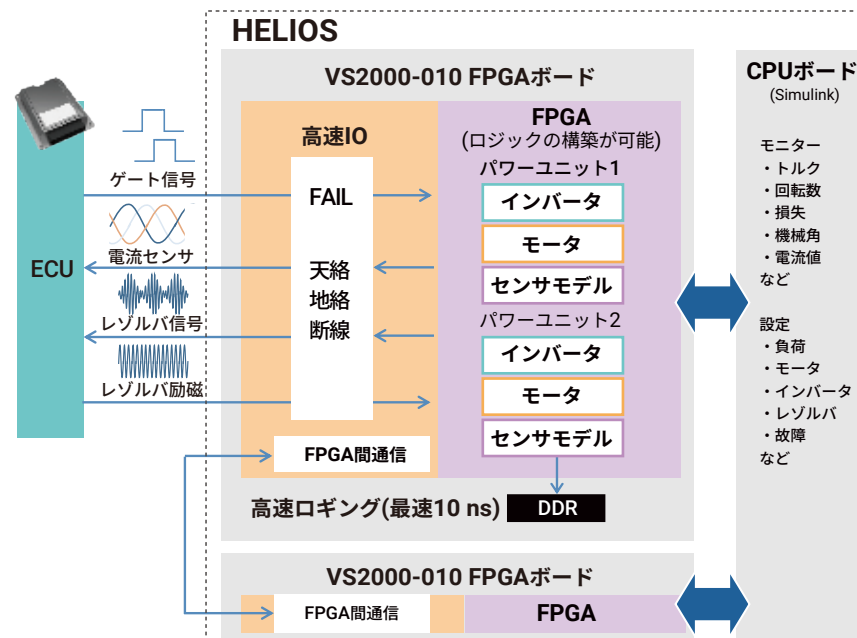 HELIOS
VS2000-010 FPGAボード
ECU
ゲート信号
電流センサ
レゾルバ信号
レゾルバ励磁
高速IO
FAIL
天絡
地絡
断線
FPGA間通信
FPGA
(ロジックの構築が可能)
パワーユニット1
インバータ
モータ
センサモデル
パワーユニット2
インバータ
モータ
センサモデル
高速ロギング(最速10 ns)
DDR
CPUボード
(Simulink)
モニター
・トルク
・回転数
・損失
・機械角
・電流値
など
設定
・負荷
・モータ
・インバータ
・レゾルバ
・故障
など
VS2000-010 FPGAボード
FPGA間通信
FPGA